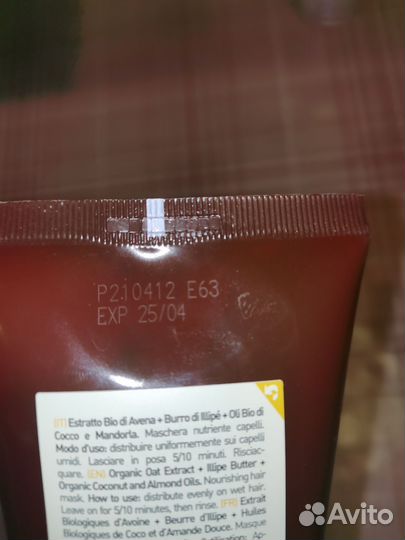 P210412 E63
EXP 25/04
(IT) Estratto Bio di Avena + Burro di Illipé + Oli Bio di
Cocco e Mandorla. Maschera nutriente capelli.
Modo d'uso: distribuire uniformemente sui capelli
umidi. Lasciare in posa 5/10 minuti. Risciac-
quare. (EN) Organic Oat Extract + Illipe Butter +
Organic Coconut and Almond Oils. Nourishing hair
mask. How to use: distribute evenly on wet hair.
Leave on for 5/10 minutes, then rinse. (FR) Extrait
Biologiques d'Avoine + Beurre d'Illipe + Huiles
Biologiques de Coco et d'Amande Douce. Masque
Ap-
Avito